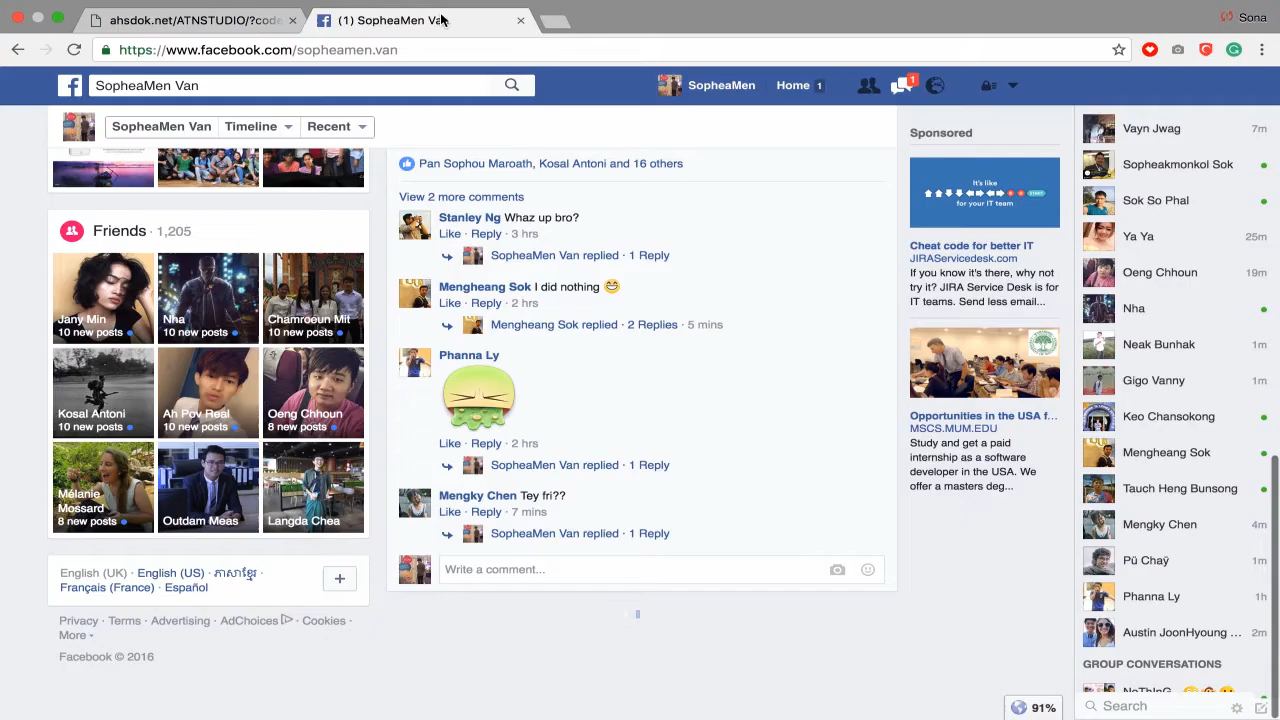 ahsdok.net/ATNSTUDIO/?code
(1) SopheaMen Va
Sona
https://www.facebook.com/sopheamen.van
SopheaMen Van
SopheaMen
Home 1
1
SopheaMen Van
Timeline
Recent
Friends · 1,205
Jany Min
10 new posts
Nha
10 new posts
Chamroeun Mit
10 new posts
Kosal Antoni
10 new posts
Ah Pov Real
10 new posts
Oeng Chhoun
8 new posts
Mélanie
Mossard
8 new posts
Outdam Meas
Langda Chea
English (UK) · English (US) · ភាសាខ្មែរ ·
Français (France) · Español
Privacy · Terms · Advertising · AdChoices · Cookies ·
More
Facebook © 2016
Pan Sophou Maroath, Kosal Antoni and 16 others
View 2 more comments
Stanley Ng Whaz up bro?
Like · Reply · 3 hrs
SopheaMen Van replied · 1 Reply
Mengheang Sok I did nothing 😁
Like · Reply · 2 hrs
Mengheang Sok replied · 2 Replies · 5 mins
Phanna Ly
Like · Reply · 2 hrs
SopheaMen Van replied · 1 Reply
Mengky Chen Tey fri??
Like · Reply · 7 mins
SopheaMen Van replied · 1 Reply
Write a comment...
Sponsored
It's like
START
for your IT team
Cheat code for better IT
JIRAServicedesk.com
If you know it's there, why not
try it? JIRA Service Desk is for
IT teams. Send less email...
Opportunities in the USA f...
MSCS.MUM.EDU
Study and get a paid
internship as a software
developer in the USA. We
offer a masters deg...
Vayn Jwag 7m
Sopheakmonkol Sok
Sok So Phal
Ya Ya 25m
Oeng Chhoun 19m
Nha
Neak Bunhak 1m
Gigo Vanny 1m
Keo Chansokong
Mengheang Sok
Tauch Heng Bunsong
Mengky Chen 4m
Pü Chaÿ 1m
Phanna Ly 1h
Austin JoonHyoung ... 2m
GROUP CONVERSATIONS
NoThInG
Search
91%